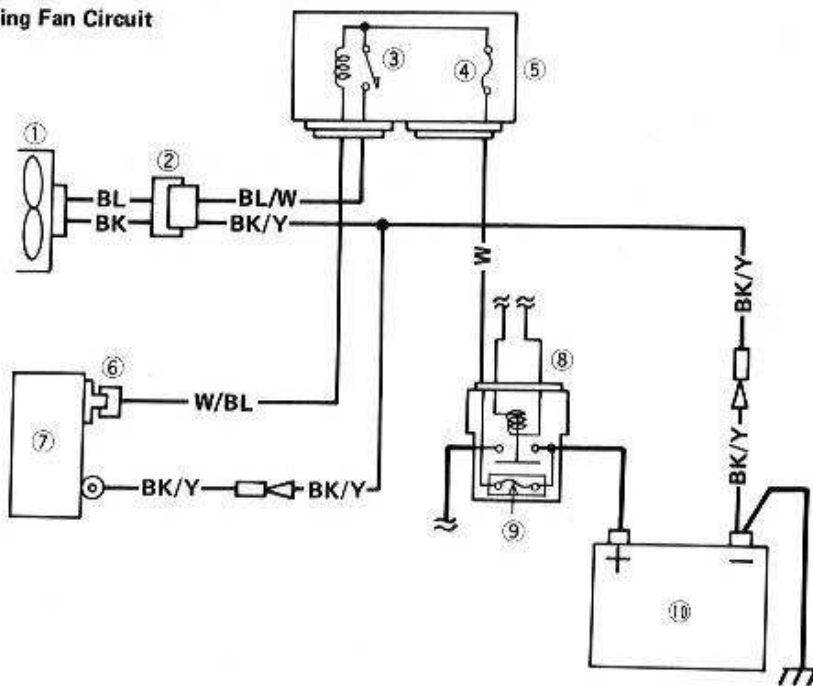 ing Fan Circuit
③
④
⑤
①
②
BL
BL/W
BK
BK/Y
W
BK/Y
⑥
⑧
W/BL
⑦
BK/Y
BK/Y
BK/Y
⑨
+
−
⑩